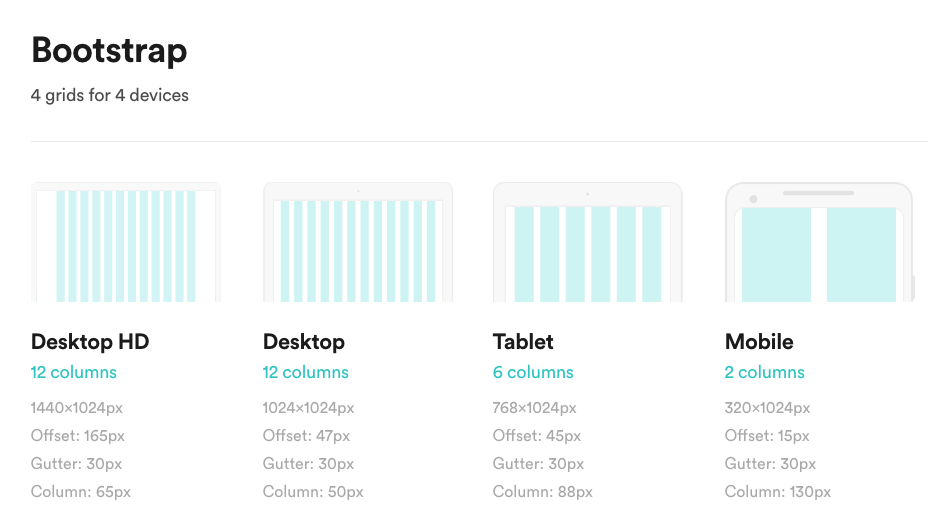 Bootstrap
4 grids for 4 devices
Desktop HD
12 columns
1440×1024px
Offset: 165px
Gutter: 30px
Column: 65px
Desktop
12 columns
1024×1024px
Offset: 47px
Gutter: 30px
Column: 50px
Tablet
6 columns
768×1024px
Offset: 45px
Gutter: 30px
Column: 88px
Mobile
2 columns
320×1024px
Offset: 15px
Gutter: 30px
Column: 130px